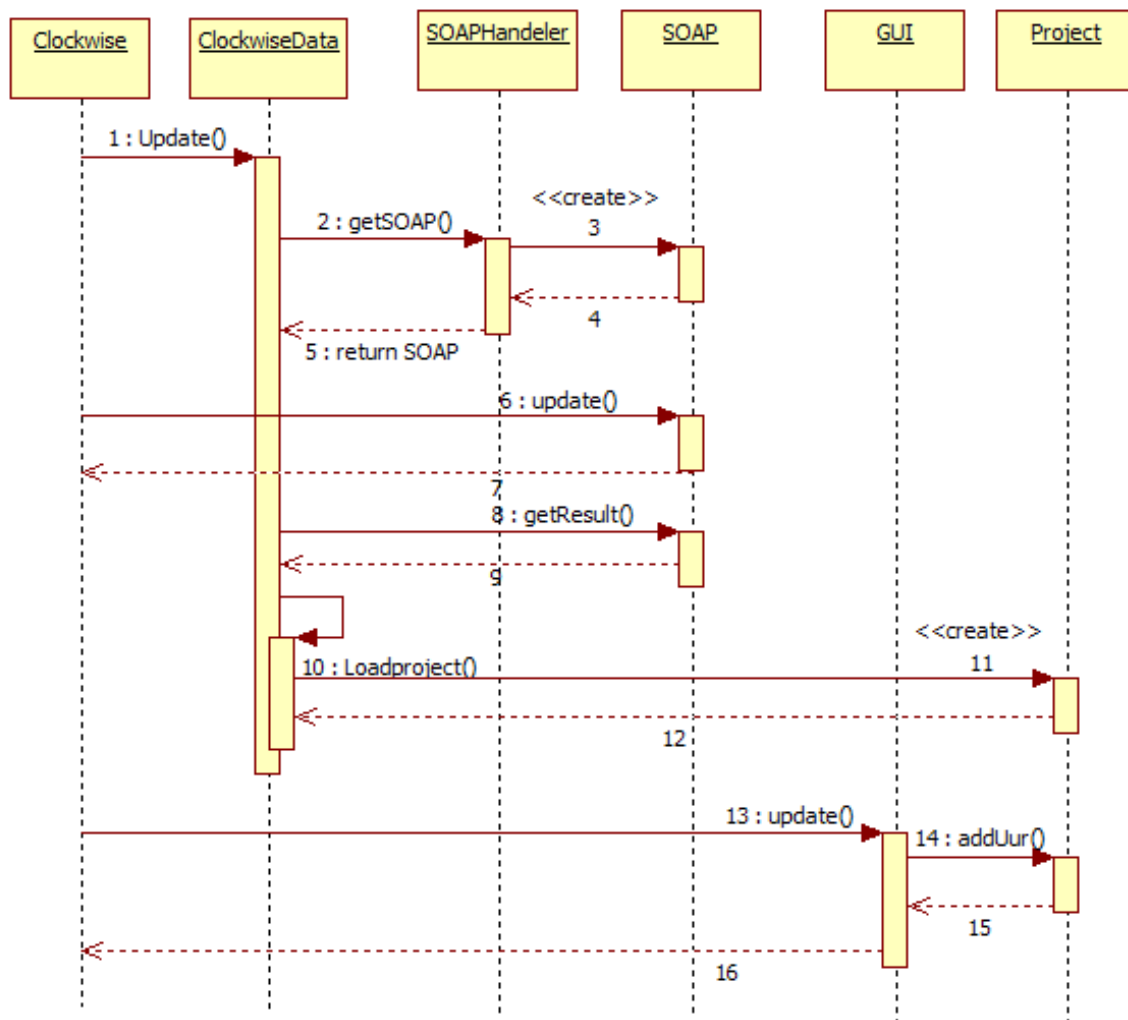 Clockwise
ClockwiseData
SOAPHandeler
SOAP
GUI
Project
1 : Update()
<<create>>
2 : getSOAP()
3
4
5 : return SOAP
6 : update()
7
8 : getResult()
9
<<create>>
10 : Loadproject()
11
12
13 : update()
14 : addUur()
15
16